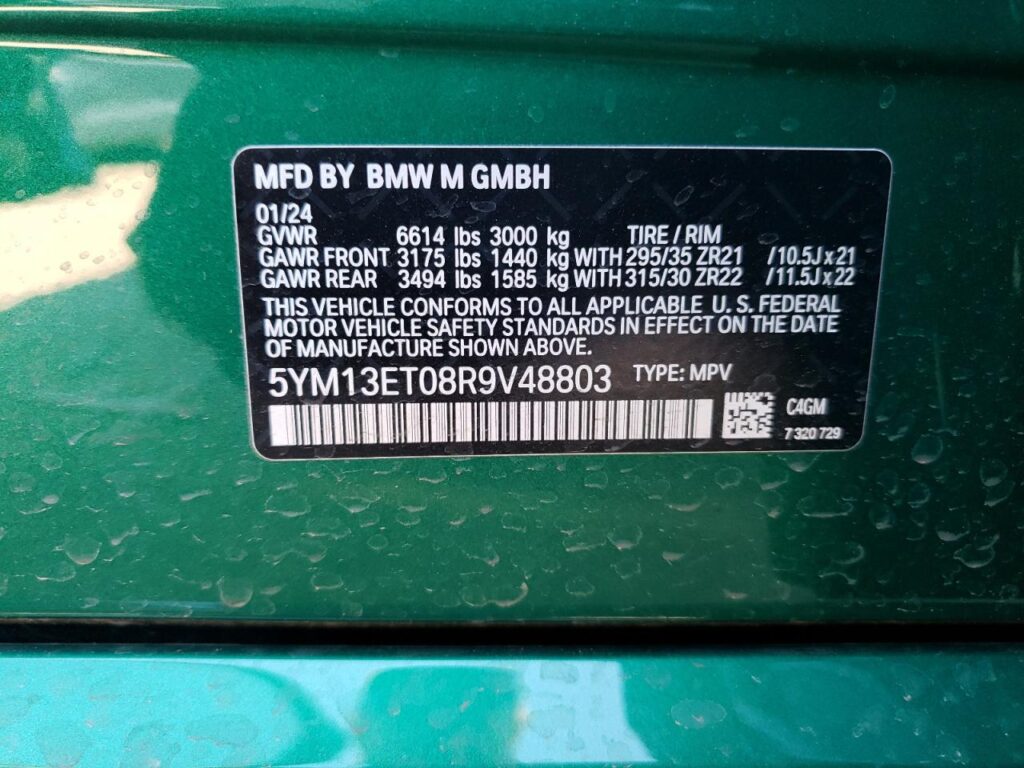 MFD BY BMW M GMBH
01/24
GVWR 6614 lbs 3000 kg TIRE / RIM
GAWR FRONT 3175 lbs 1440 kg WITH 295/35 ZR21 /10.5J x 21
GAWR REAR 3494 lbs 1585 kg WITH 315/30 ZR22 /11.5J x 22
THIS VEHICLE CONFORMS TO ALL APPLICABLE U. S. FEDERAL
MOTOR VEHICLE SAFETY STANDARDS IN EFFECT ON THE DATE
OF MANUFACTURE SHOWN ABOVE.
5YM13ET08R9V48803 TYPE: MPV
C4GM
7 320 729